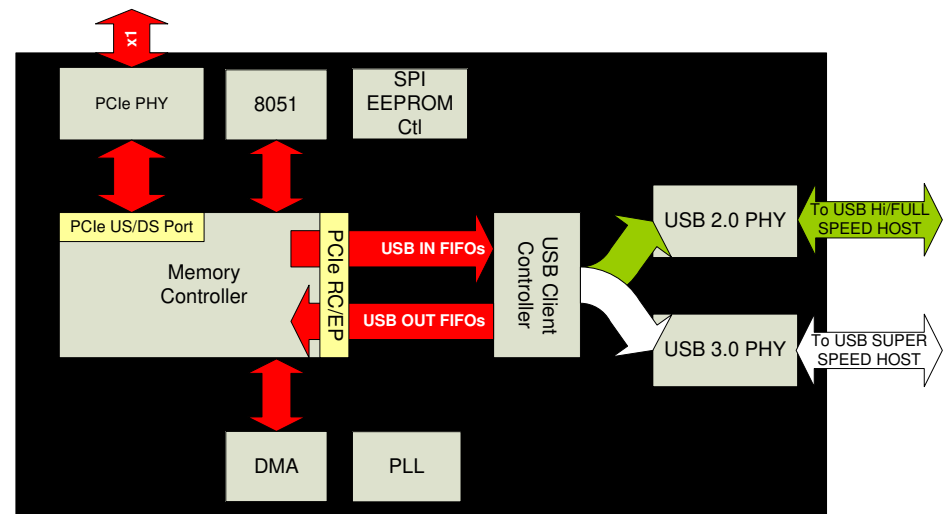 x1
PCIe PHY
8051
SPI
EEPROM
Ctl
PCIe US/DS Port
Memory
Controller
PCIe RC/EP
USB IN FIFOs
USB OUT FIFOs
USB Client
Controller
USB 2.0 PHY
To USB Hi/FULL
SPEED HOST
USB 3.0 PHY
To USB SUPER
SPEED HOST
DMA
PLL